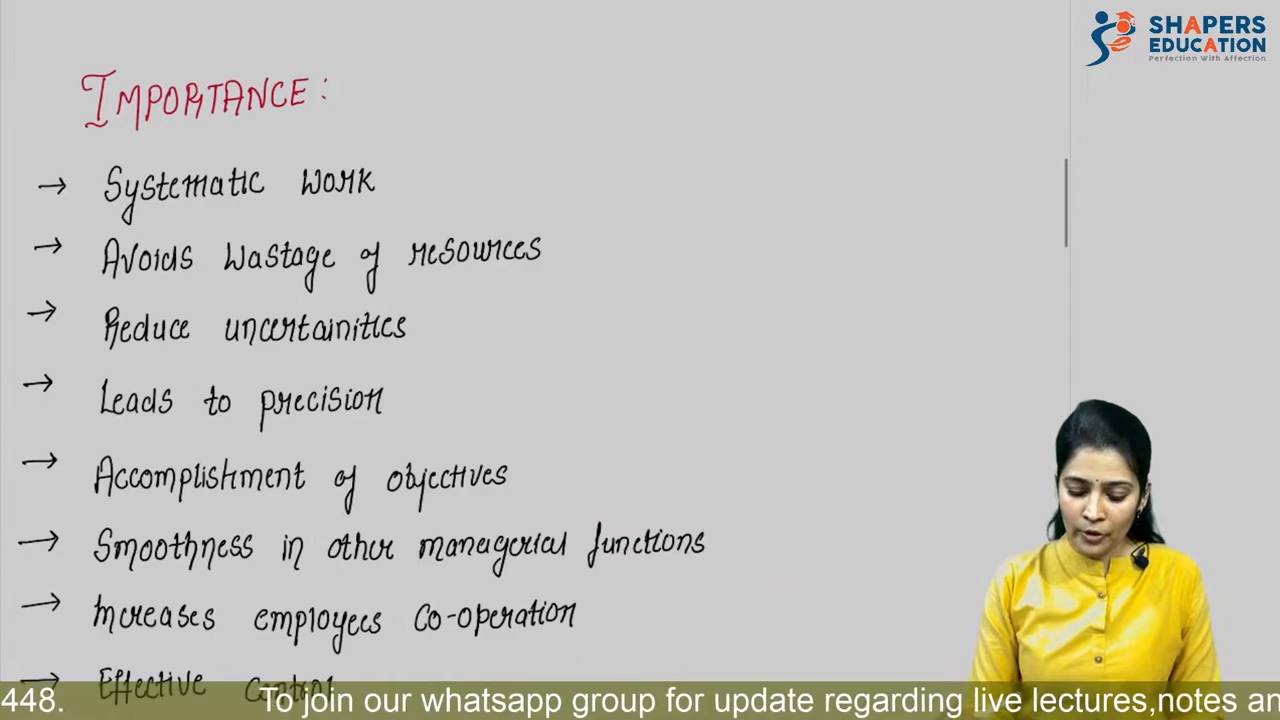 SHAPERS
EDUCATION
Perfection With Affection
IMPORTANCE:
→ Systematic work
→ Avoids wastage of resources
→ Reduce uncertainities
→ Leads to precision
→ Accomplishment of objectives
→ Smoothness in other managerial functions
→ Increases employees co-operation
→ Effective control
448. To join our whatsapp group for update regarding live lectures,notes an